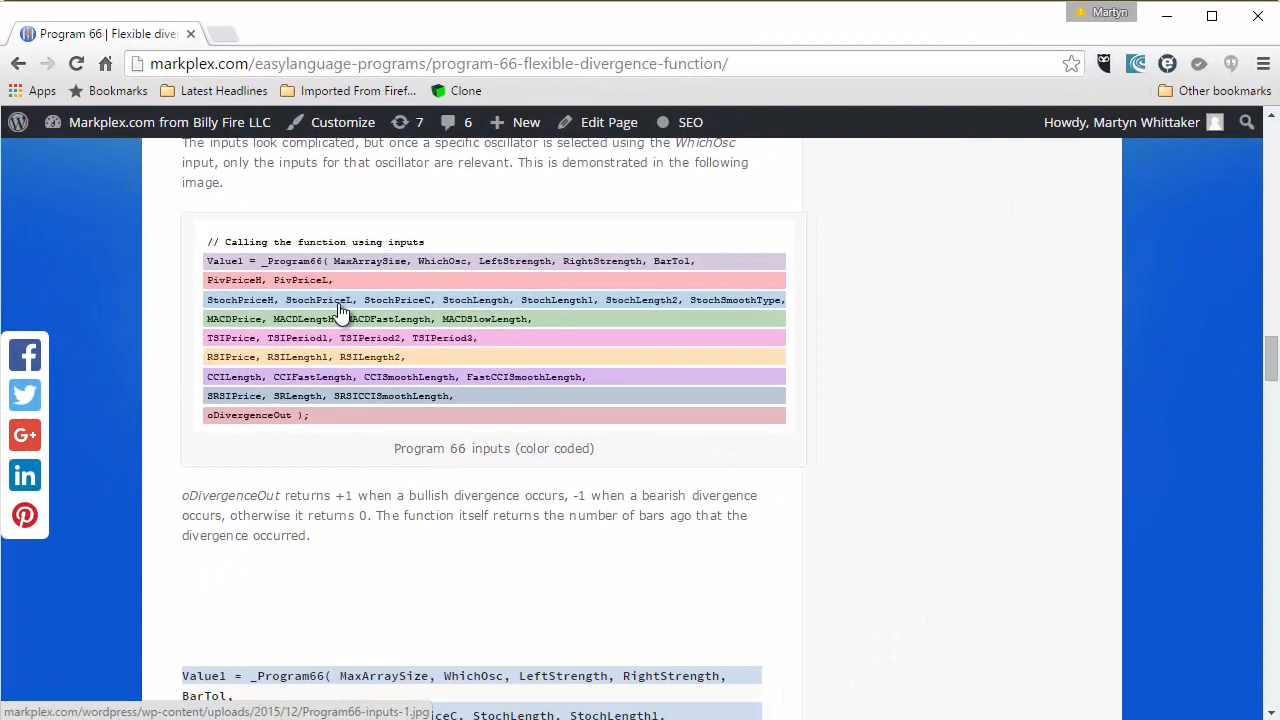 Martyn
Program 66 | Flexible diver
markplex.com/easylanguage-programs/program-66-flexible-divergence-function/
Apps Bookmarks Latest Headlines Imported From Firef... Clone Other bookmarks
Markplex.com from Billy Fire LLC Customize 7 6 New Edit Page SEO Howdy, Martyn Whittaker
The inputs look complicated, but once a specific oscillator is selected using the WhichOsc
input, only the inputs for that oscillator are relevant. This is demonstrated in the following
image.
// Calling the function using inputs
Value1 = _Program66( MaxArraySize, WhichOsc, LeftStrength, RightStrength, BarTol,
PivPriceH, PivPriceL,
StochPriceH, StochPriceL, StochPriceC, StochLength, StochLength1, StochLength2, StochSmoothType,
MACDPrice, MACDLength, MACDFastLength, MACDSlowLength,
TSIPrice, TSIPeriod1, TSIPeriod2, TSIPeriod3,
RSIPrice, RSILength1, RSILength2,
CCILength, CCIFastLength, CCISmoothLength, FastCCISmoothLength,
SRSIPrice, SRLength, SRSICCISmoothLength,
oDivergenceOut );
Program 66 inputs (color coded)
oDivergenceOut returns +1 when a bullish divergence occurs, -1 when a bearish divergence
occurs, otherwise it returns 0. The function itself returns the number of bars ago that the
divergence occurred.
Value1 = _Program66( MaxArraySize, WhichOsc, LeftStrength, RightStrength,
BarTol,
iceC, StochLength, StochLength1,
markplex.com/wordpress/wp-content/uploads/2015/12/Program66-inputs-1.jpg